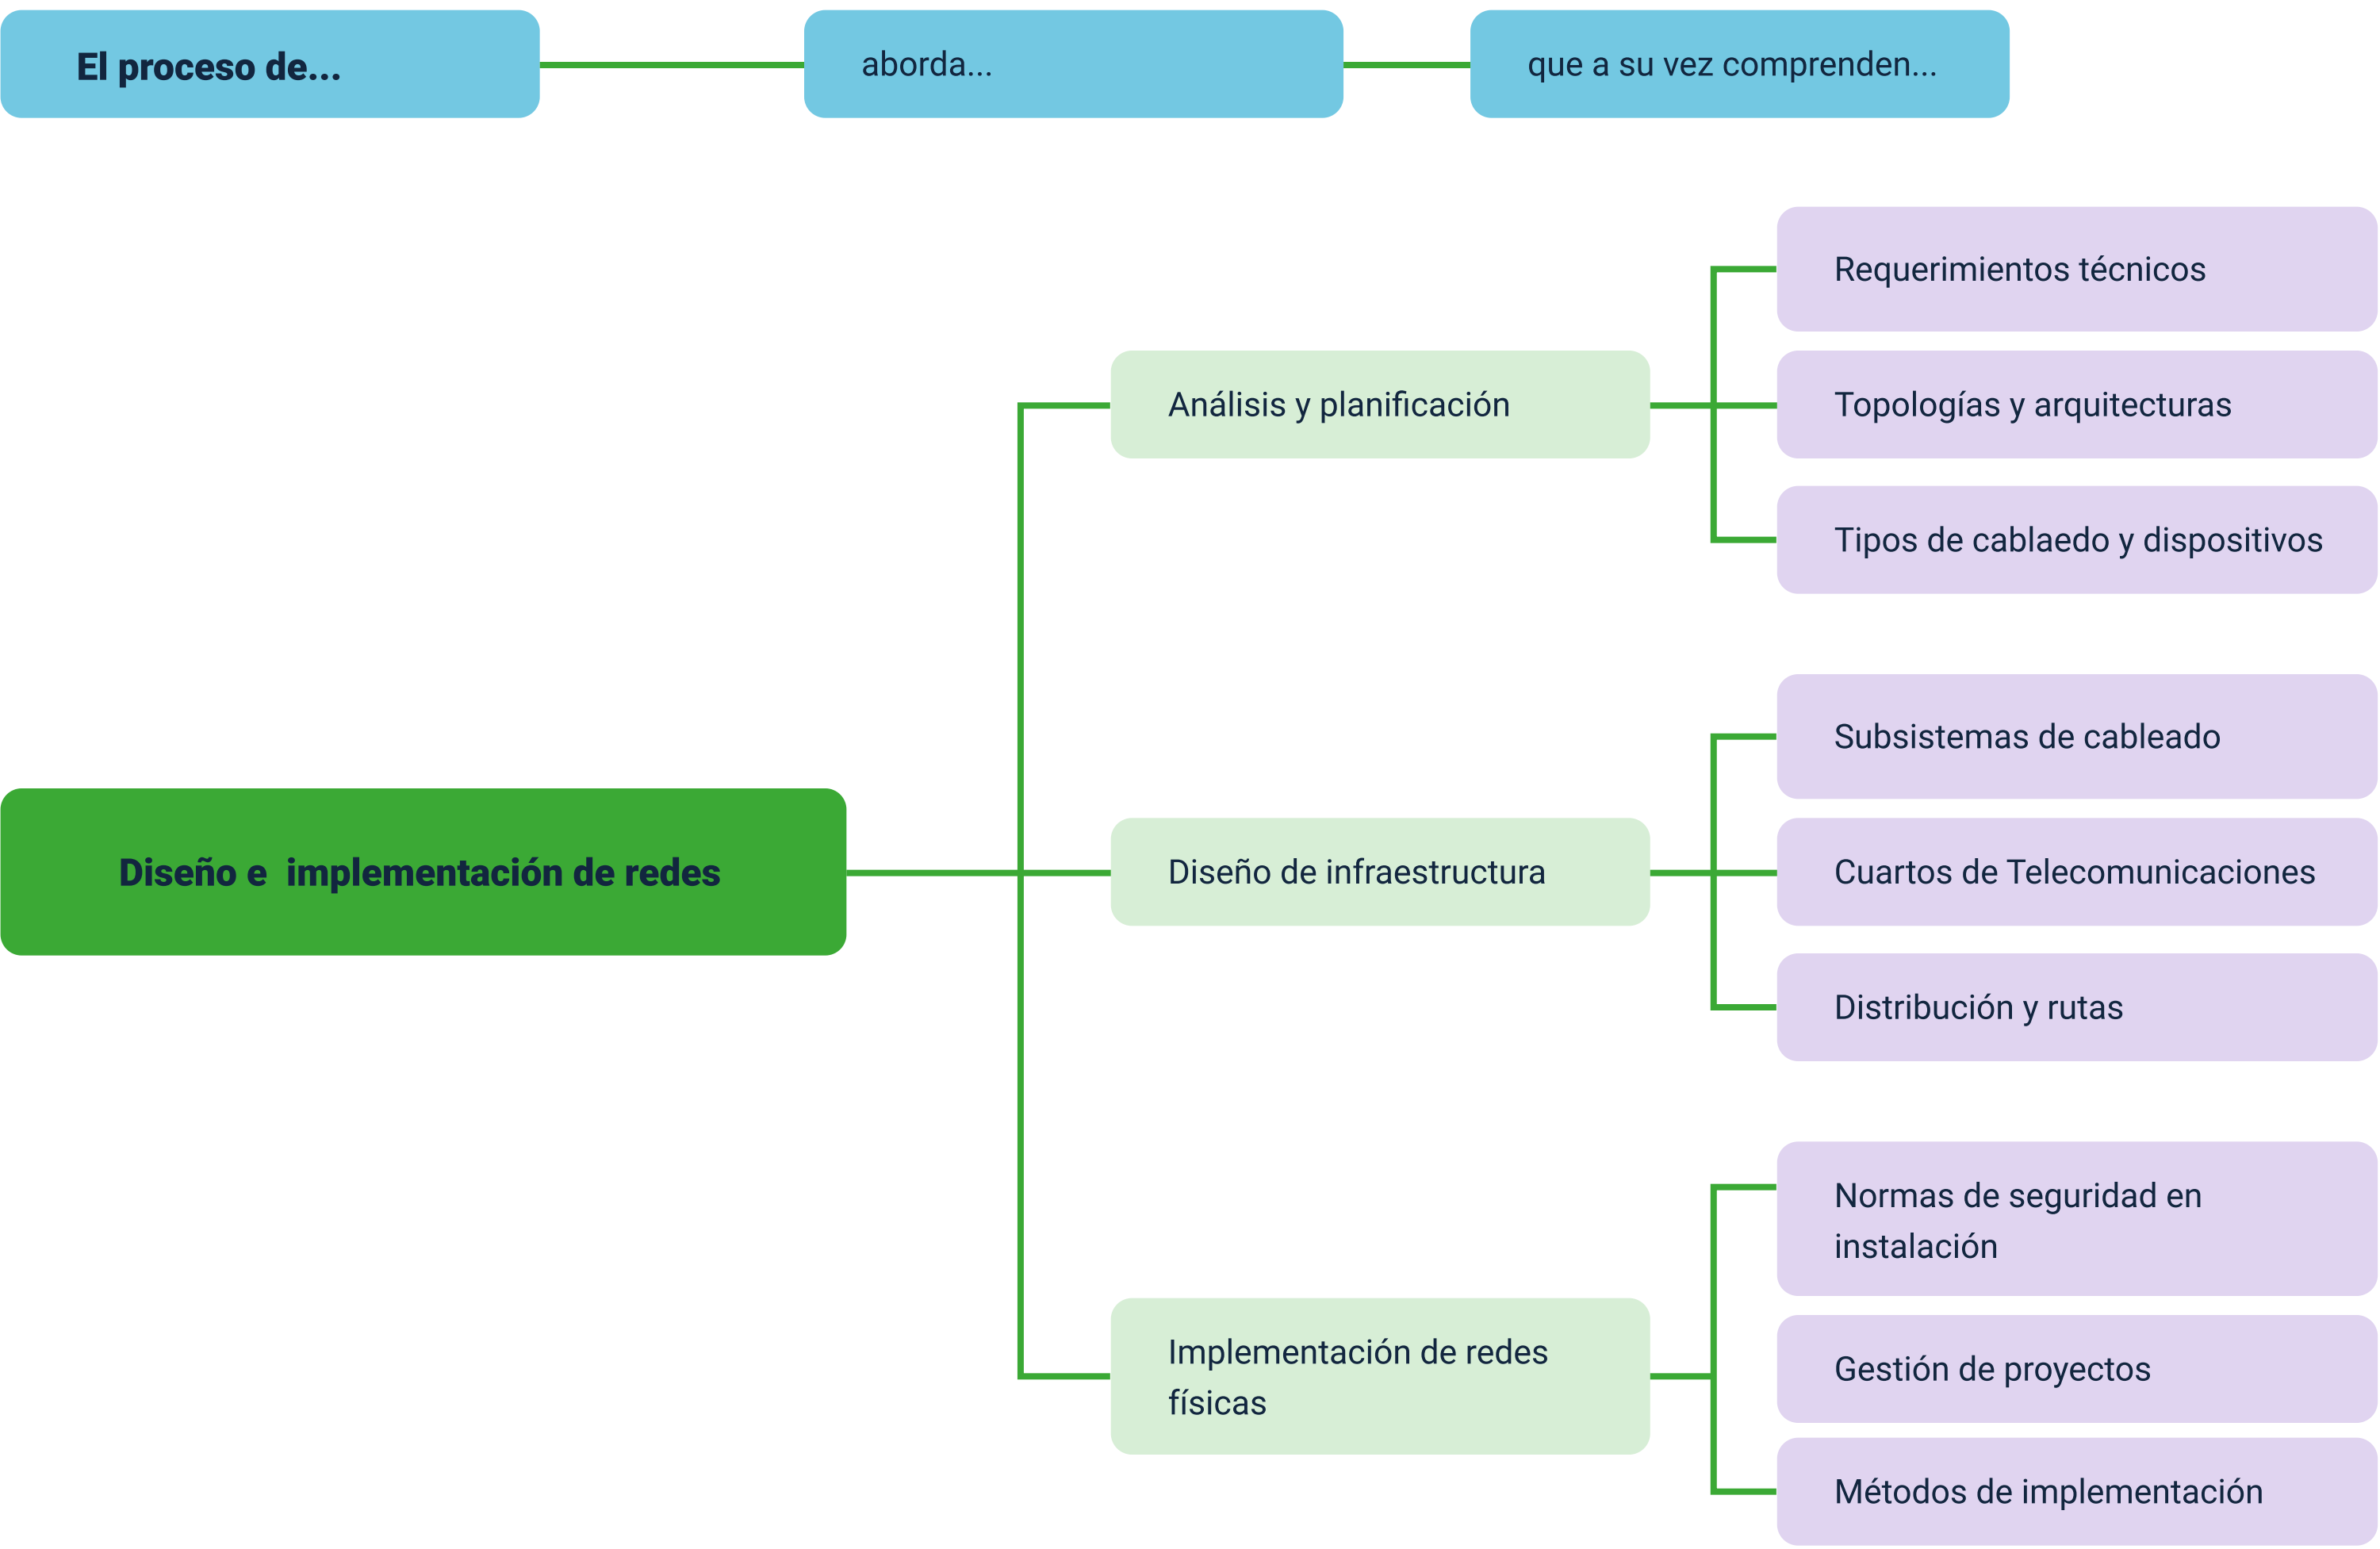 El proceso de...
aborda...
que a su vez comprenden...
Requerimientos técnicos
Análisis y planificación
Topologías y arquitecturas
Tipos de cablaedo y dispositivos
Subsistemas de cableado
Diseño e  implementación de redes
Diseño de infraestructura
Cuartos de Telecomunicaciones
Distribución y rutas
Normas de seguridad en
instalación
Implementación de redes
físicas
Gestión de proyectos
Métodos de implementación